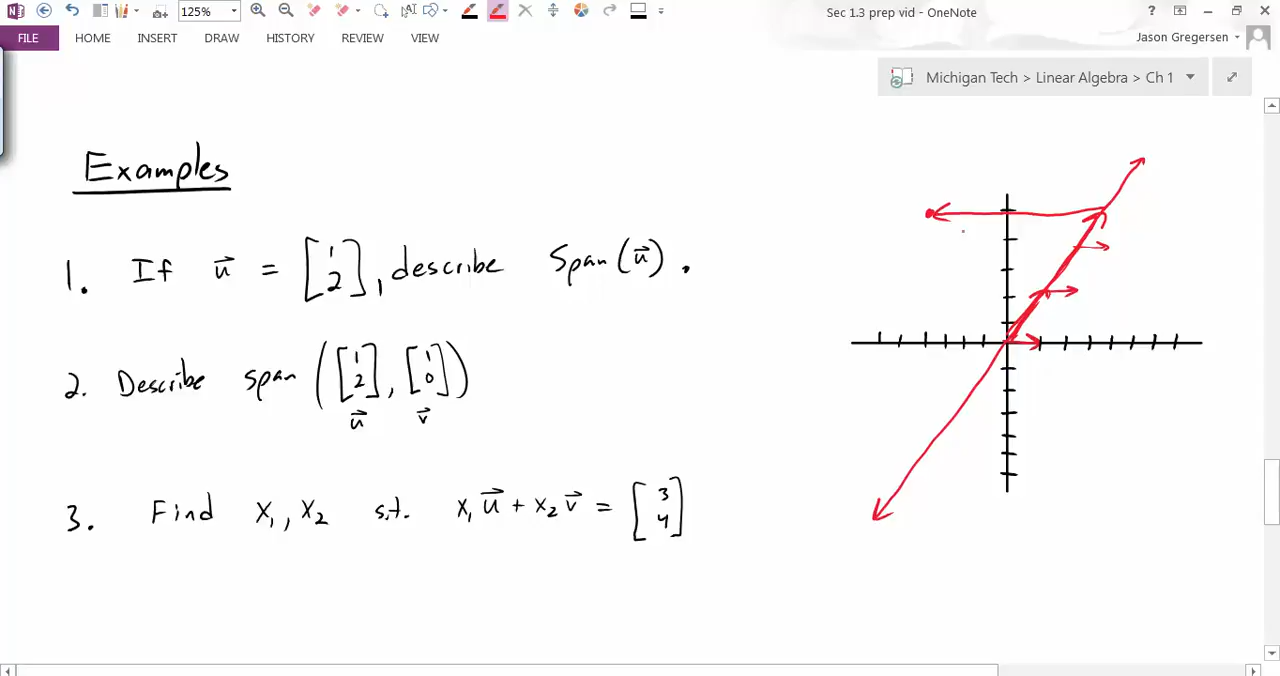 125%
Sec 1.3 prep vid - OneNote
?
FILE HOME INSERT DRAW HISTORY REVIEW VIEW
Jason Gregersen
Michigan Tech > Linear Algebra > Ch 1
Examples
1. If u⃗ = [1 2], describe Span(u⃗).
2. Describe span ([1 2], [1 0])
u⃗ v⃗
3. Find x₁, x₂ s.t. x₁u⃗ + x₂v⃗ = [3 4]